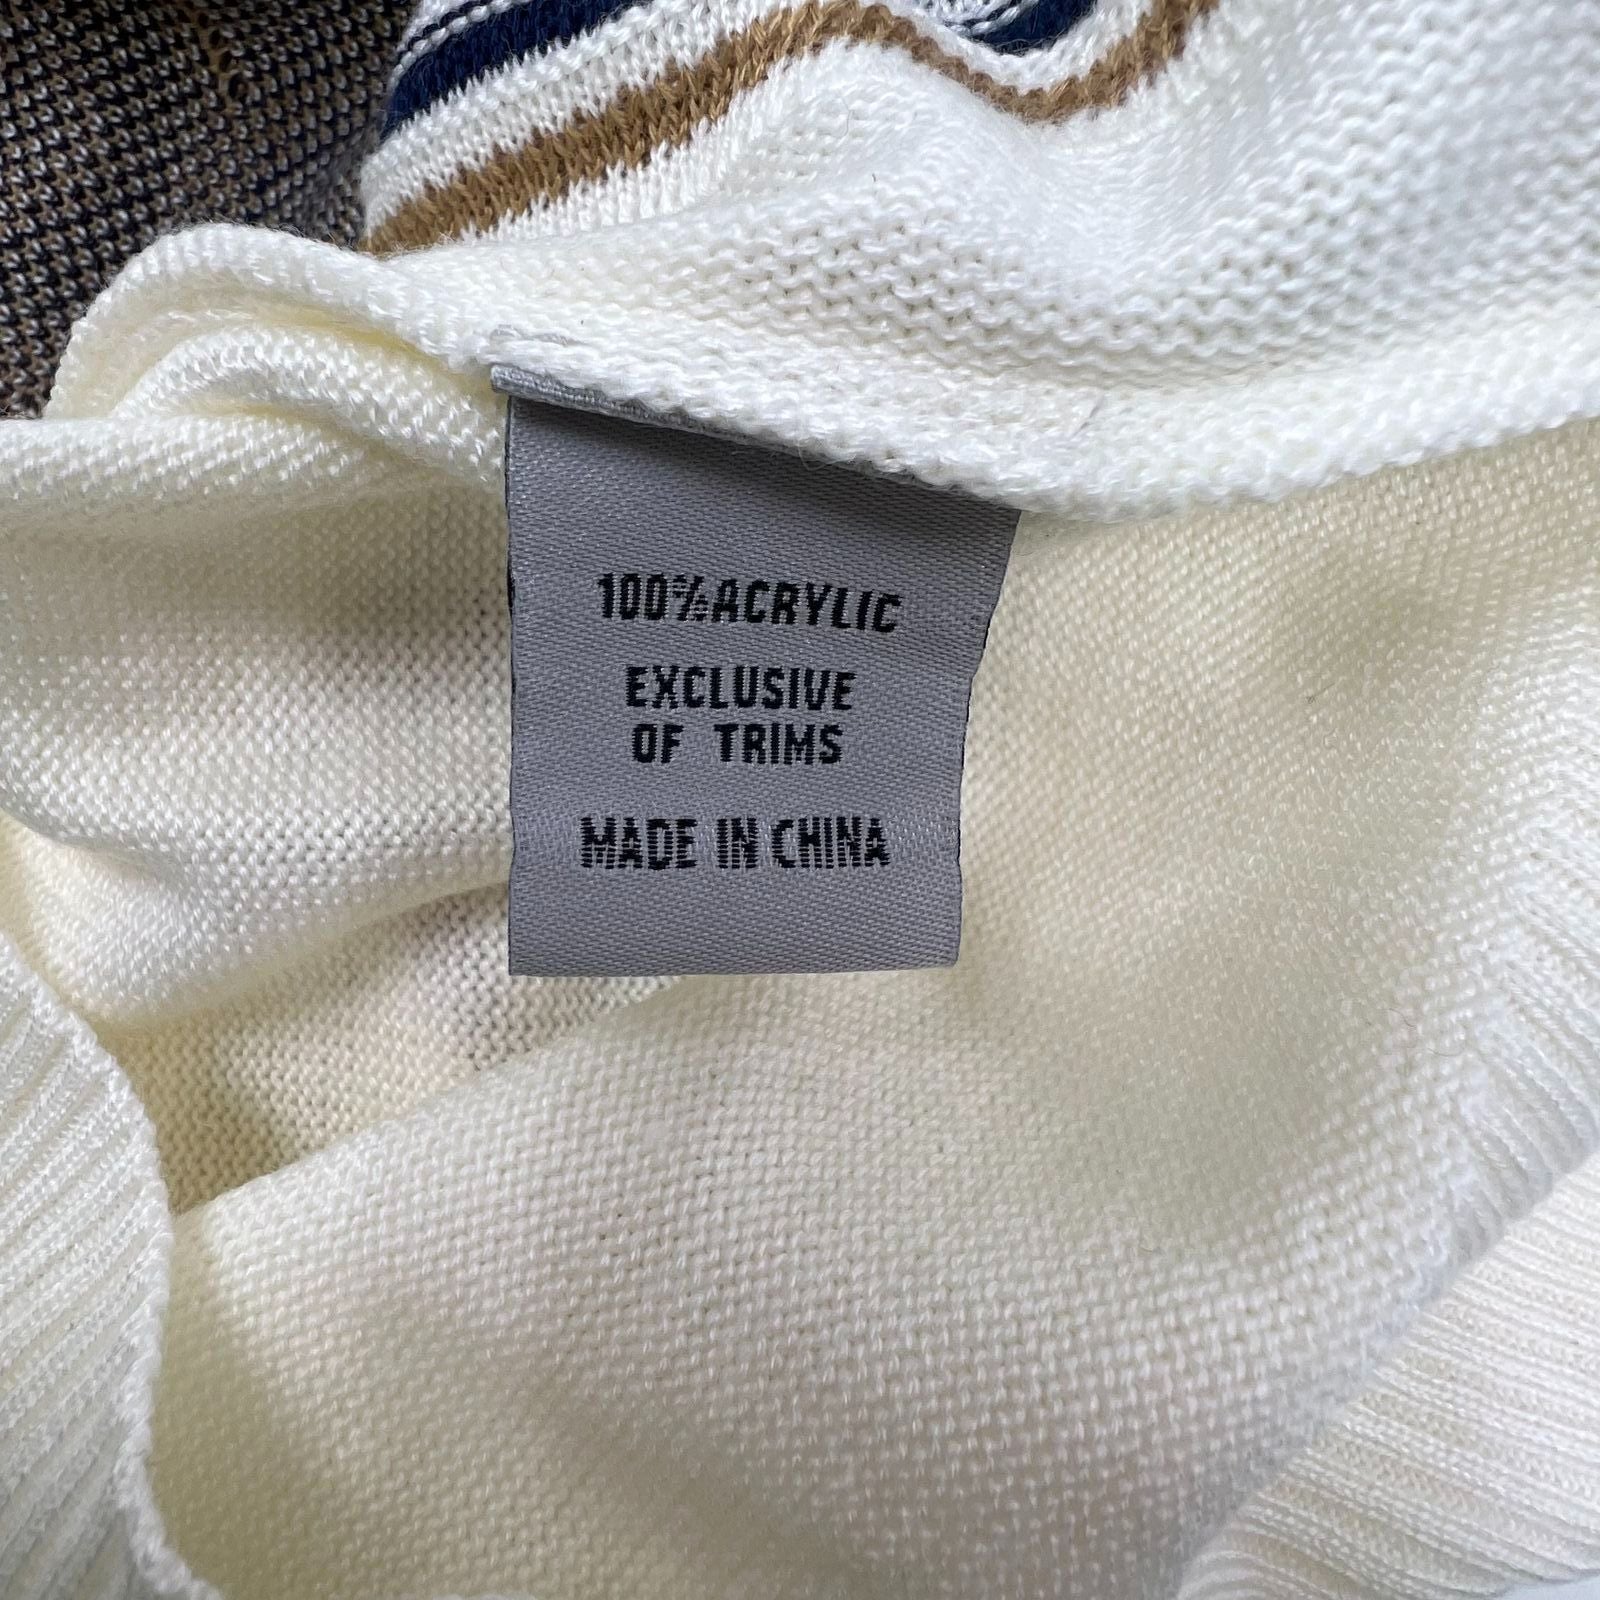 100%ACRYLIC
EXCLUSIVE
OF TRIMS
MADE IN CHINA